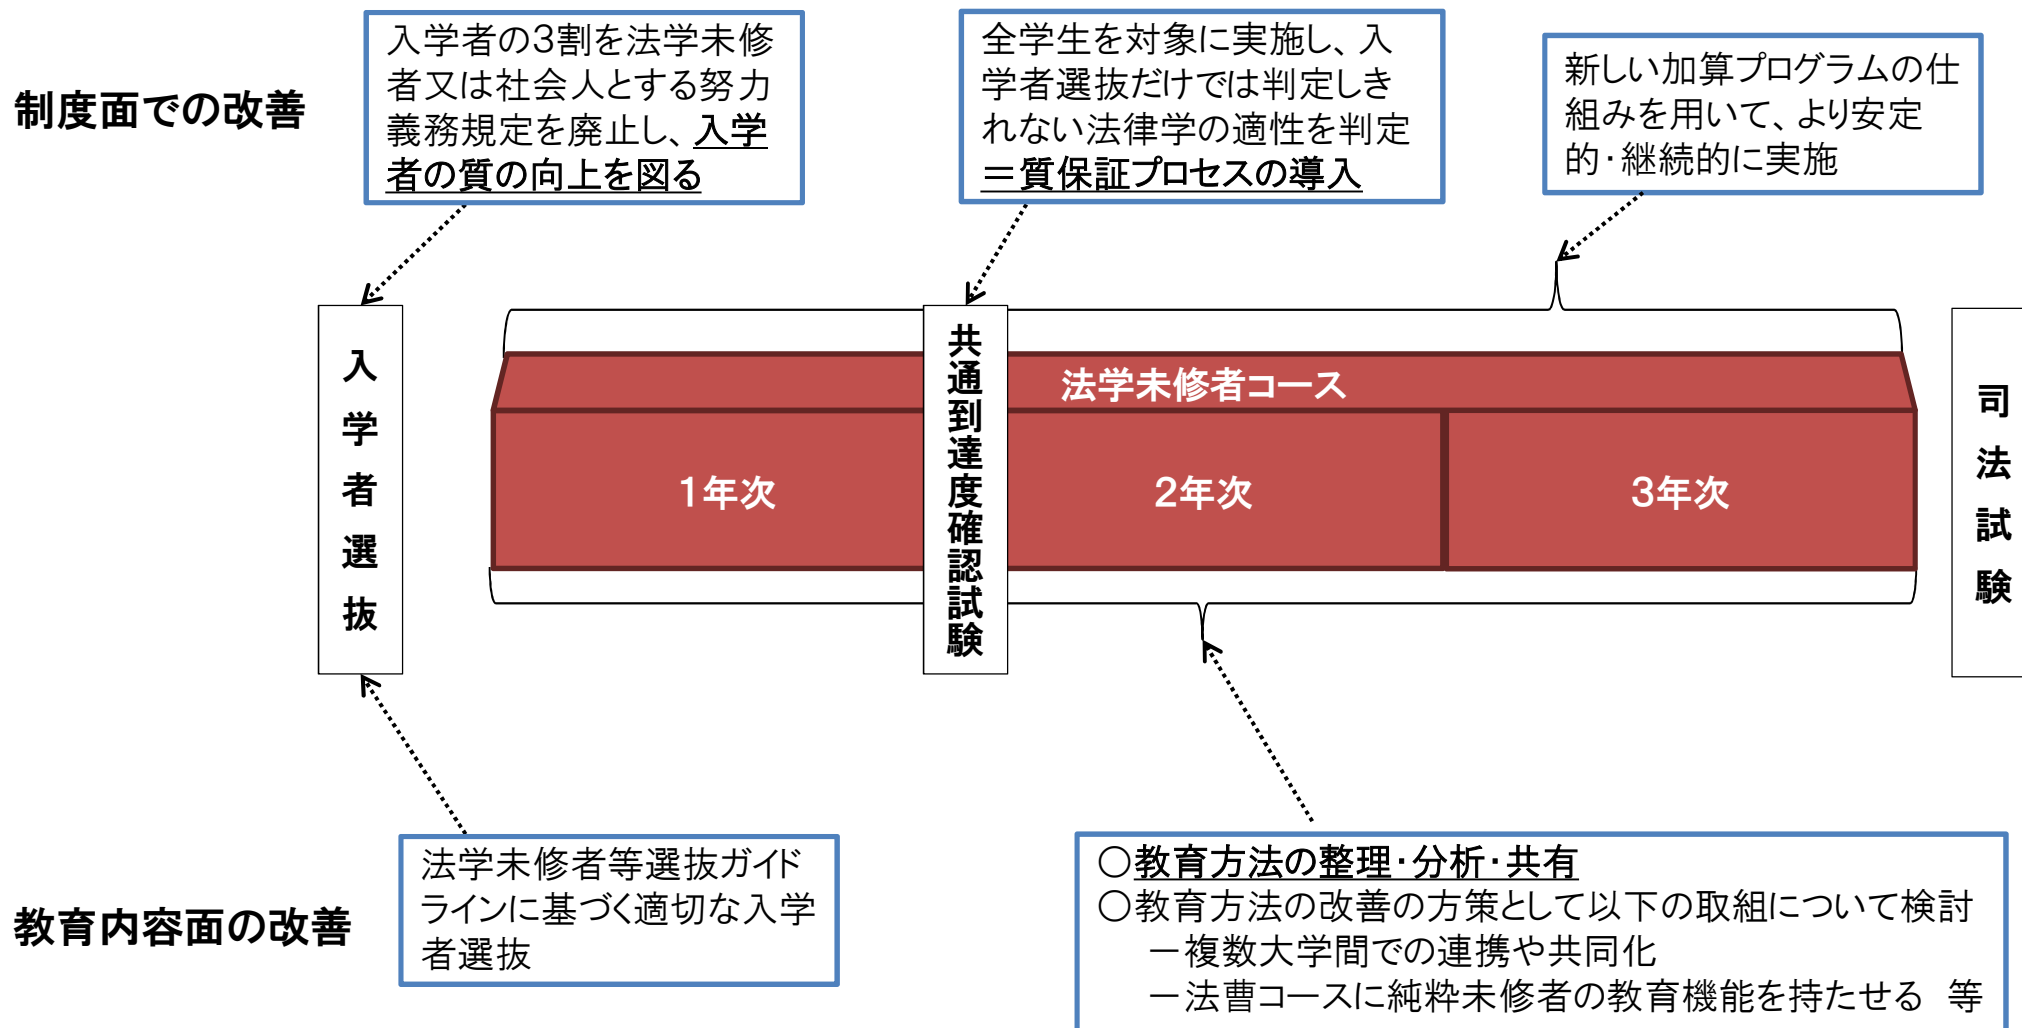 制度面での改善
入学者の3割を法学未修
者又は社会人とする努力
義務規定を廃止し、入学
者の質の向上を図る
全学生を対象に実施し、入
学者選抜だけでは判定しき
れない法律学の適性を判定
＝質保証プロセスの導入
新しい加算プログラムの仕
組みを用いて、より安定
的・継続的に実施
入学者選抜
共通到達度確認試験
法学未修者コース
1年次
2年次
3年次
司法試験
教育内容面の改善
法学未修者等選抜ガイド
ラインに基づく適切な入学
者選抜
○教育方法の整理・分析・共有
○教育方法の改善の方策として以下の取組について検討
－複数大学間での連携や共同化
－法曹コースに純粋未修者の教育機能を持たせる　等